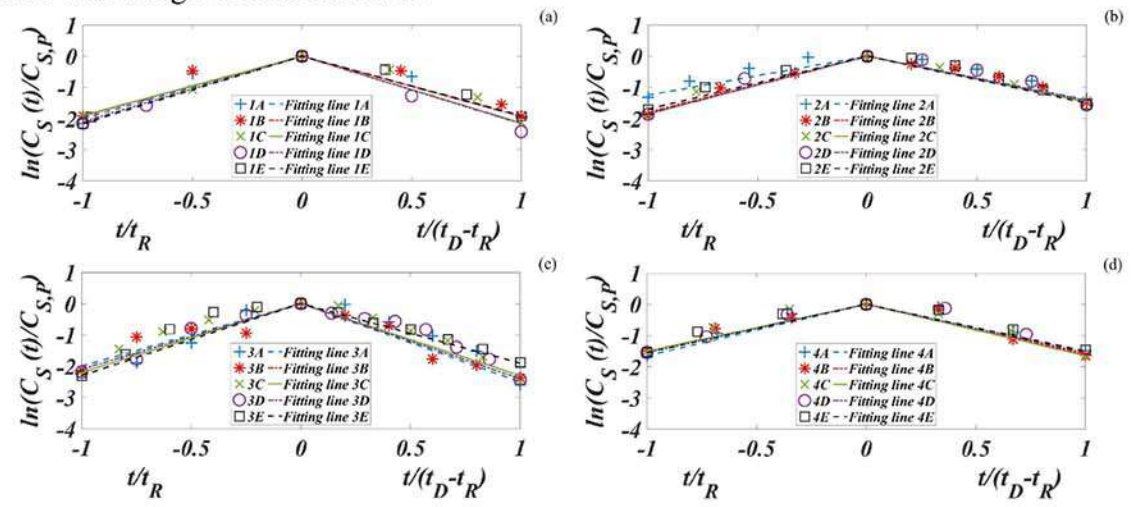 (a)
ln(C_S(t)/C_S,P)
1
0
-1
-2
-3
-4
1A Fitting line 1A
1B Fitting line 1B
1C Fitting line 1C
1D Fitting line 1D
1E Fitting line 1E
-1 -0.5 0 0.5 1
t/t_R t/(t_D-t_R)
(b)
ln(C_S(t)/C_S,P)
1
0
-1
-2
-3
-4
2A Fitting line 2A
2B Fitting line 2B
2C Fitting line 2C
2D Fitting line 2D
2E Fitting line 2E
-1 -0.5 0 0.5 1
t/t_R t/(t_D-t_R)
(c)
ln(C_S(t)/C_S,P)
1
0
-1
-2
-3
-4
3A Fitting line 3A
3B Fitting line 3B
3C Fitting line 3C
3D Fitting line 3D
3E Fitting line 3E
-1 -0.5 0 0.5 1
t/t_R t/(t_D-t_R)
(d)
ln(C_S(t)/C_S,P)
1
0
-1
-2
-3
-4
4A Fitting line 4A
4B Fitting line 4B
4C Fitting line 4C
4D Fitting line 4D
4E Fitting line 4E
-1 -0.5 0 0.5 1
t/t_R t/(t_D-t_R)